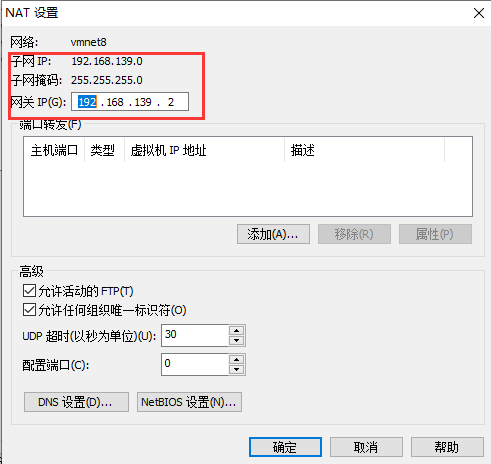 NAT 设置
网络: vmnet8
子网 IP: 192.168.139.0
子网掩码: 255.255.255.0
网关 IP(G): 192 . 168 . 139 . 2
端口转发(F)
主机端口 类型 虚拟机 IP 地址 描述
添加(A)... 移除(R) 属性(P)
高级
允许活动的 FTP(T)
允许任何组织唯一标识符(O)
UDP 超时(以秒为单位)(U): 30
配置端口(C): 0
DNS 设置(D)... NetBIOS 设置(N)...
确定 取消 帮助